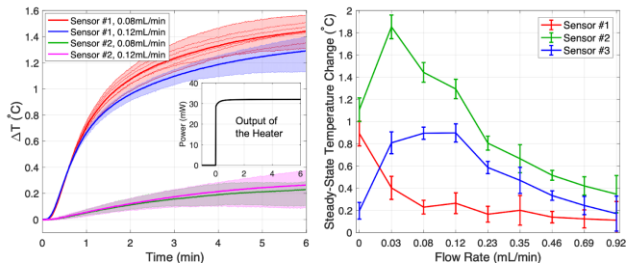 ΔT (°C)
1.6
1.4
1.2
1
0.8
0.6
0.4
0.2
0
Sensor #1, 0.08mL/min
Sensor #1, 0.12mL/min
Sensor #2, 0.08mL/min
Sensor #2, 0.12mL/min
Power (mW)
40
20
0
Output of
the Heater
0 2 4 6
0 1 2 3 4 5 6
Time (min)
Steady-State Temperature Change (°C)
2
1.8
1.6
1.4
1.2
1
0.8
0.6
0.4
0.2
0
Sensor #1
Sensor #2
Sensor #3
0 0.03 0.08 0.12 0.23 0.35 0.46 0.69 0.92
Flow Rate (mL/min)